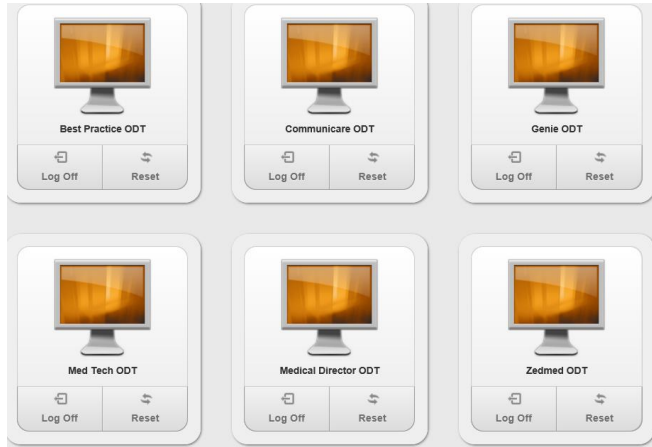 Best Practice ODT
Log Off
Reset
Communicare ODT
Log Off
Reset
Genie ODT
Log Off
Reset
Med Tech ODT
Log Off
Reset
Medical Director ODT
Log Off
Reset
Zedmed ODT
Log Off
Reset